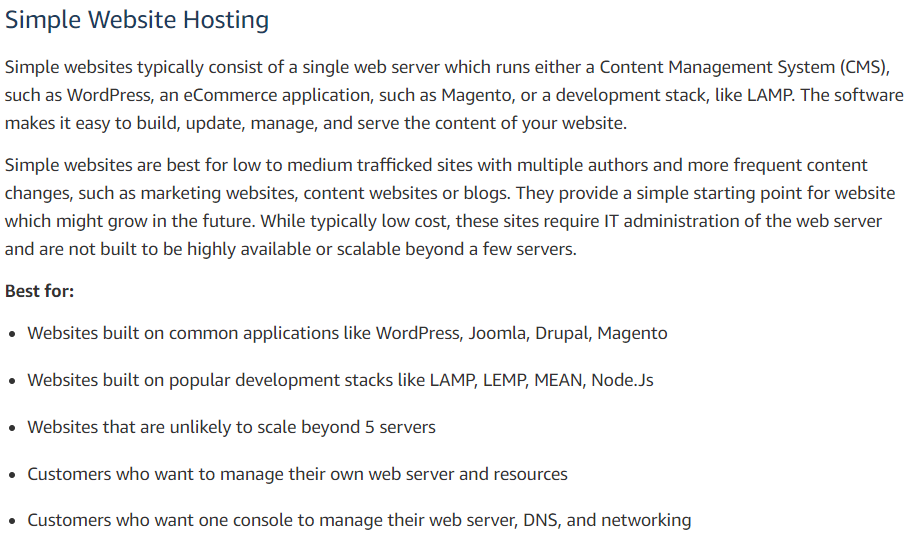 Simple Website Hosting
Simple websites typically consist of a single web server which runs either a Content Management System (CMS),
such as WordPress, an eCommerce application, such as Magento, or a development stack, like LAMP. The software
makes it easy to build, update, manage, and serve the content of your website.
Simple websites are best for low to medium trafficked sites with multiple authors and more frequent content
changes, such as marketing websites, content websites or blogs. They provide a simple starting point for website
which might grow in the future. While typically low cost, these sites require IT administration of the web server
and are not built to be highly available or scalable beyond a few servers.
Best for:
• Websites built on common applications like WordPress, Joomla, Drupal, Magento
• Websites built on popular development stacks like LAMP, LEMP, MEAN, Node.Js
• Websites that are unlikely to scale beyond 5 servers
• Customers who want to manage their own web server and resources
• Customers who want one console to manage their web server, DNS, and networking